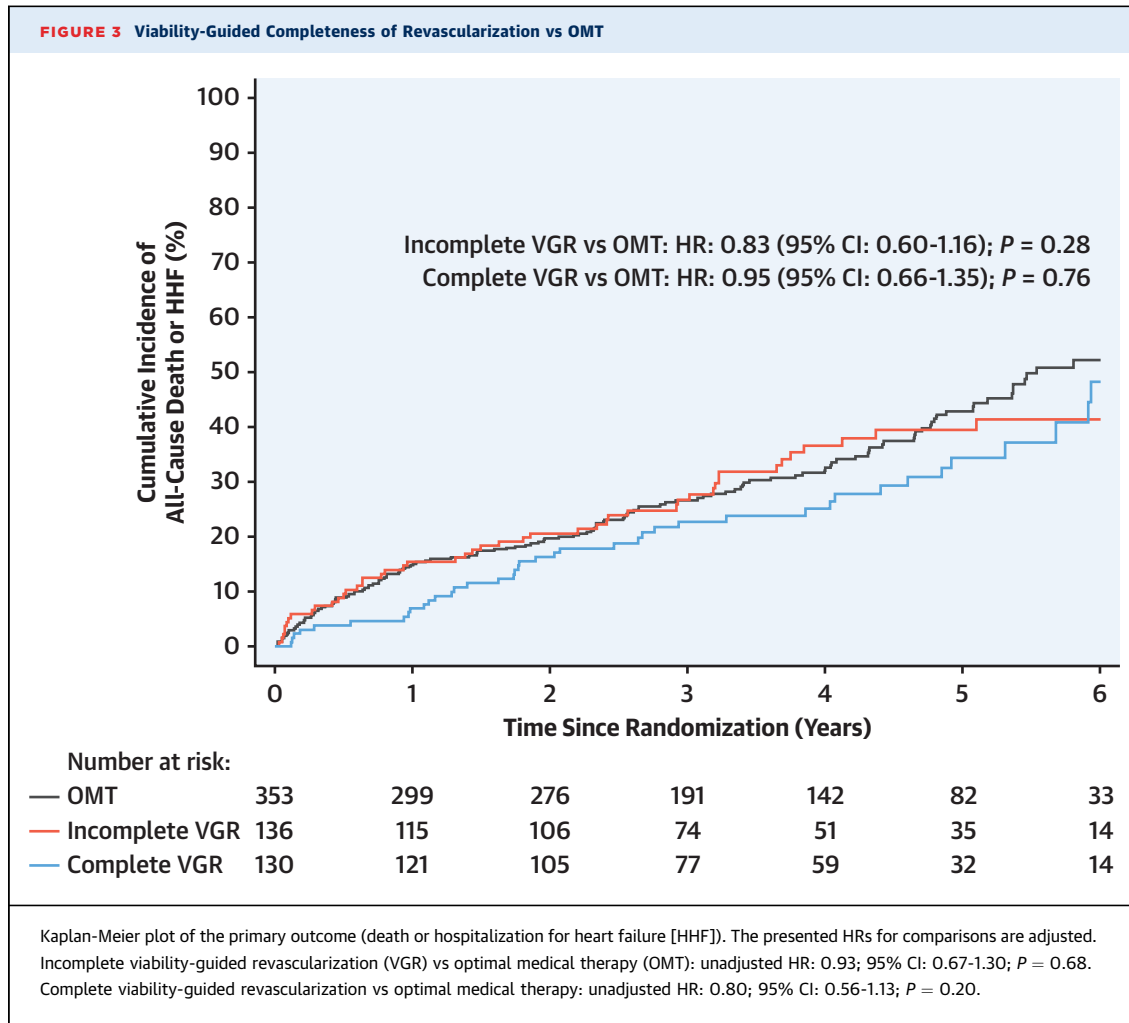 FIGURE 3 Viability-Guided Completeness of Revascularization vs OMT
Cumulative Incidence of
All-Cause Death or HHF (%)
100
90
80
70
60
50
40
30
20
10
0
Incomplete VGR vs OMT: HR: 0.83 (95% CI: 0.60-1.16); P = 0.28
Complete VGR vs OMT: HR: 0.95 (95% CI: 0.66-1.35); P = 0.76
0 1 2 3 4 5 6
Time Since Randomization (Years)
Number at risk:
OMT 353 299 276 191 142 82 33
Incomplete VGR 136 115 106 74 51 35 14
Complete VGR 130 121 105 77 59 32 14
Kaplan-Meier plot of the primary outcome (death or hospitalization for heart failure [HHF]). The presented HRs for comparisons are adjusted.
Incomplete viability-guided revascularization (VGR) vs optimal medical therapy (OMT): unadjusted HR: 0.93; 95% CI: 0.67-1.30; P = 0.68.
Complete viability-guided revascularization vs optimal medical therapy: unadjusted HR: 0.80; 95% CI: 0.56-1.13; P = 0.20.